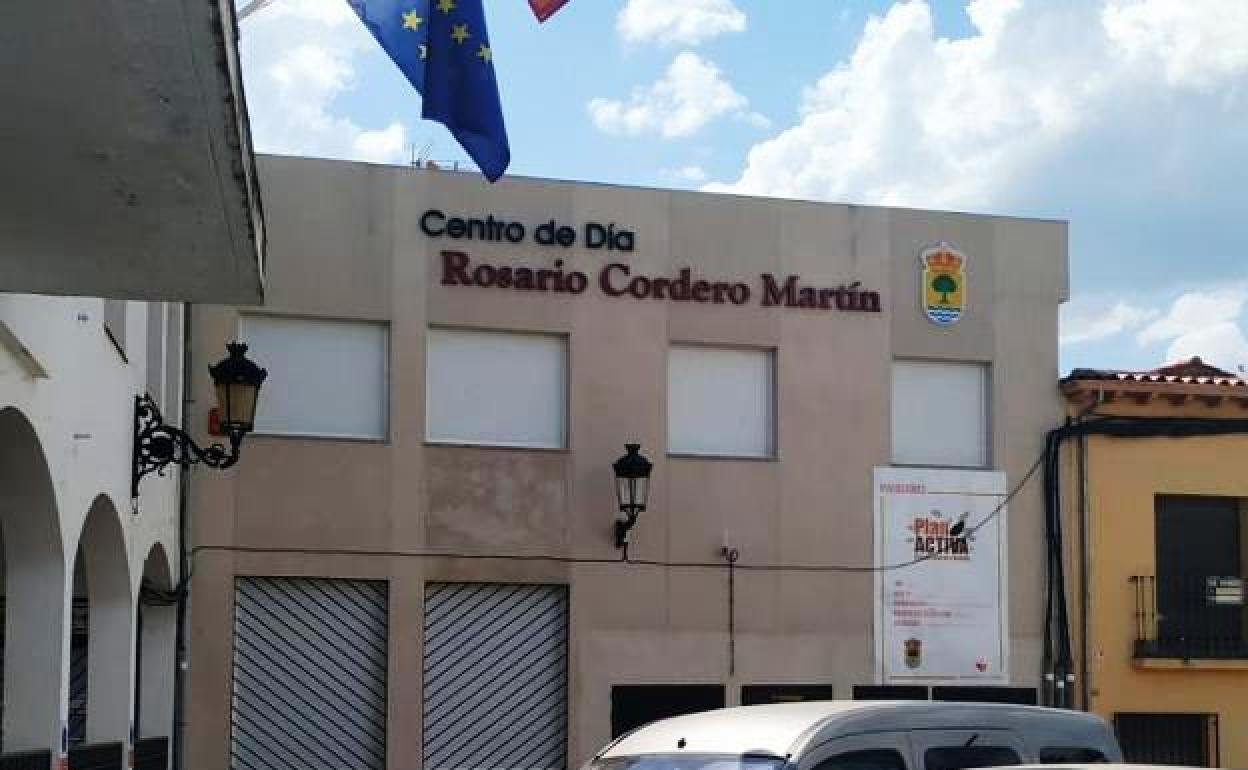 Centro de Día
Rosario Cordero Martín
Plan
ACTIVA